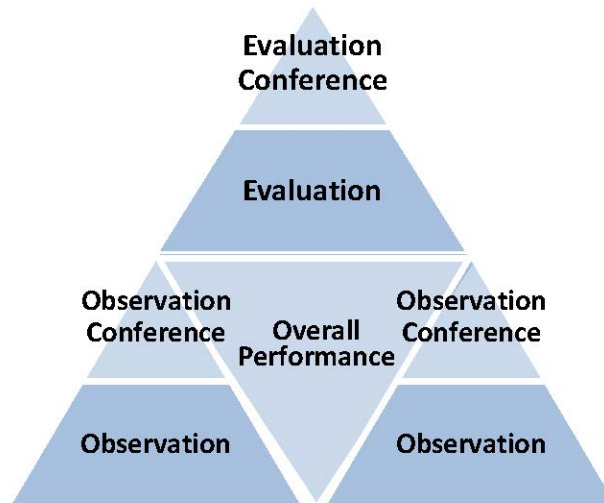 Evaluation
Conference
Evaluation
Observation
Conference
Overall
Performance
Observation
Conference
Observation
Observation